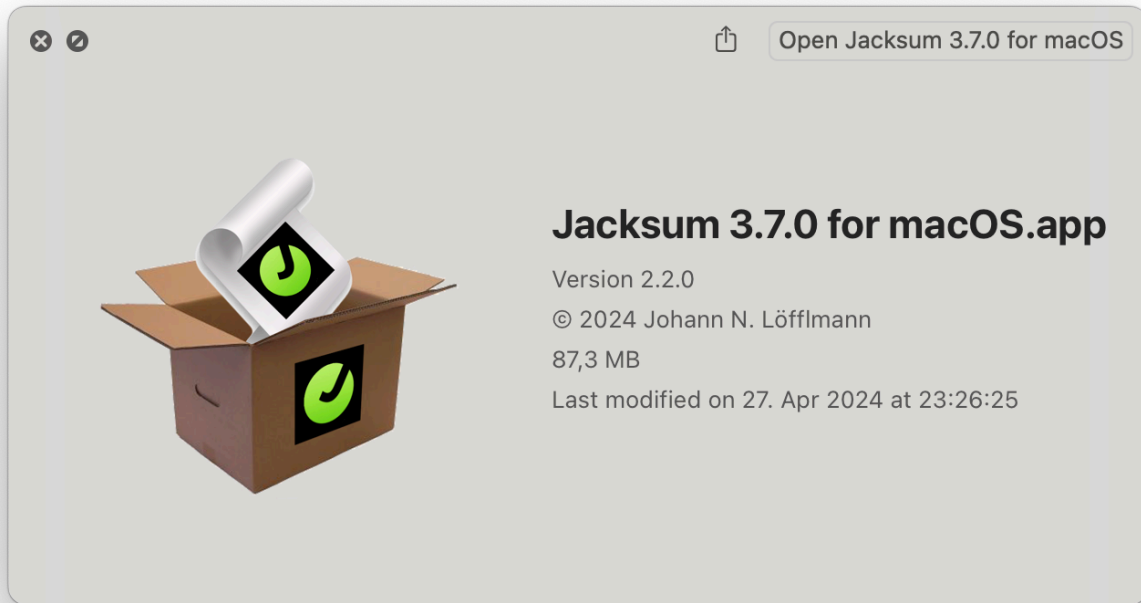 Open Jacksum 3.7.0 for macOS
Jacksum 3.7.0 for macOS.app
Version 2.2.0
© 2024 Johann N. Löfflmann
87,3 MB
Last modified on 27. Apr 2024 at 23:26:25